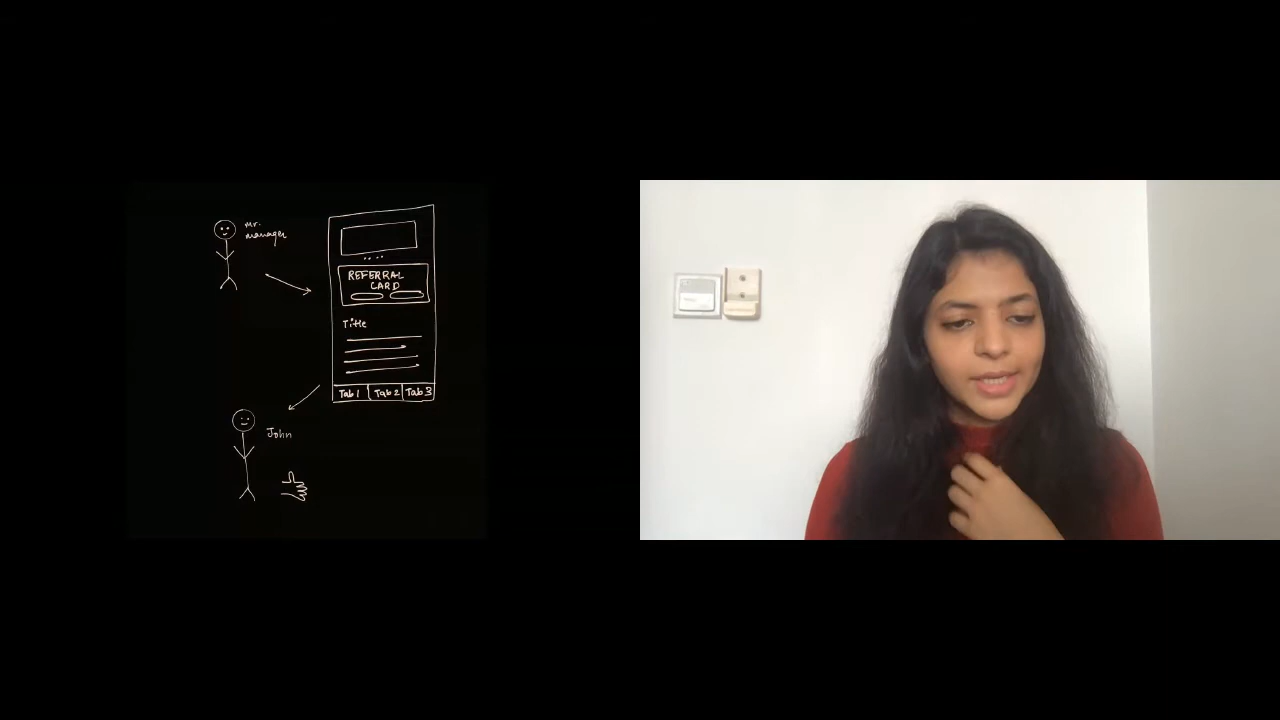 Mr.
manager
REFERRAL
CARD
Title
Tab 1 Tab 2 Tab 3
John